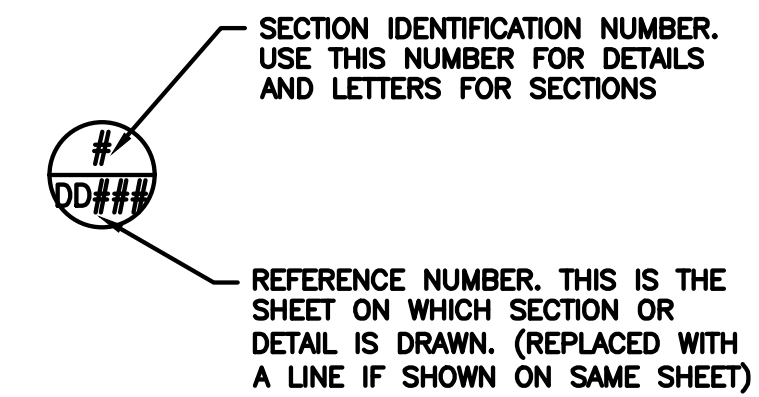 SECTION IDENTIFICATION NUMBER.
USE THIS NUMBER FOR DETAILS
AND LETTERS FOR SECTIONS
#
DD###
REFERENCE NUMBER. THIS IS THE
SHEET ON WHICH SECTION OR
DETAIL IS DRAWN. (REPLACED WITH
A LINE IF SHOWN ON SAME SHEET)